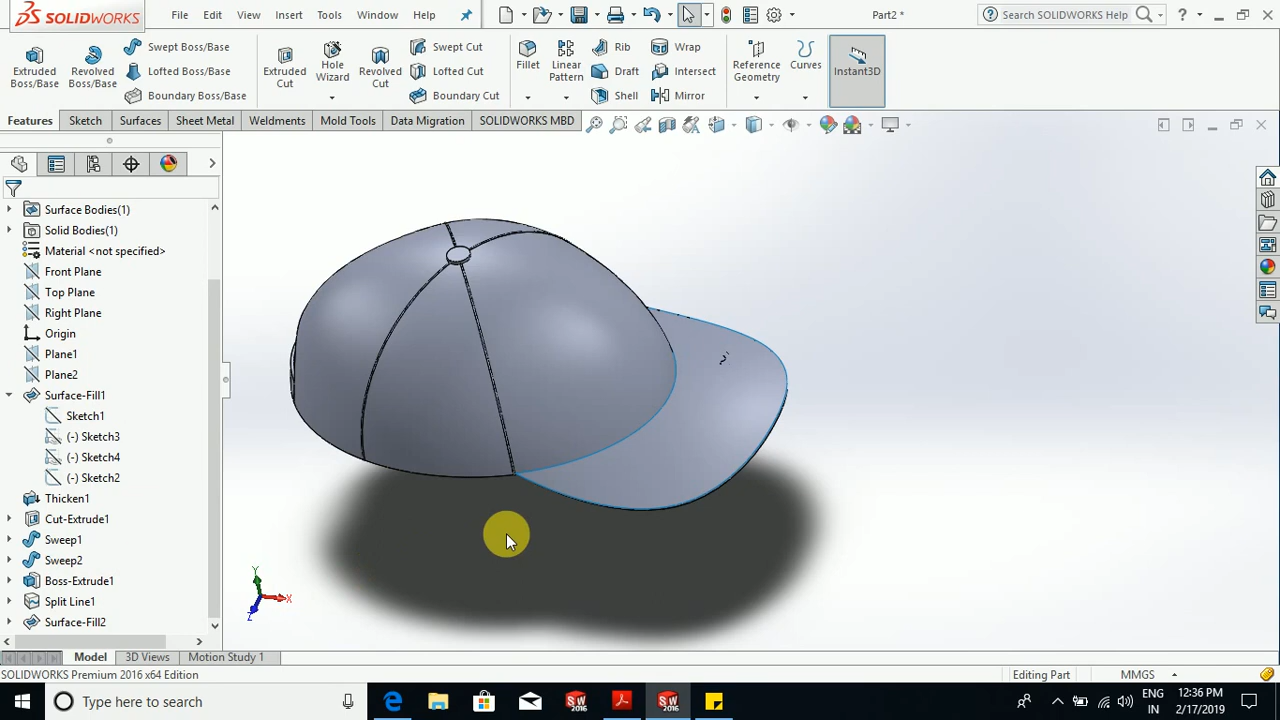 SOLIDWORKS File Edit View Insert Tools Window Help Part2 * Search SOLIDWORKS Help ?
Extruded Boss/Base Revolved Boss/Base Swept Boss/Base Lofted Boss/Base Boundary Boss/Base Extruded Cut Hole Wizard Revolved Cut Swept Cut Lofted Cut Boundary Cut Fillet Linear Pattern Rib Draft Shell Wrap Intersect Mirror Reference Geometry Curves Instant3D
Features Sketch Surfaces Sheet Metal Weldments Mold Tools Data Migration SOLIDWORKS MBD
Surface Bodies(1)
Solid Bodies(1)
Material <not specified>
Front Plane
Top Plane
Right Plane
Origin
Plane1
Plane2
Surface-Fill1
Sketch1
(-) Sketch3
(-) Sketch4
Sketch2
Thicken1
Cut-Extrude1
Sweep1
Sweep2
Boss-Extrude1
Split Line1
Surface-Fill2
Y
X
Z
Model 3D Views Motion Study 1
SOLIDWORKS Premium 2016 x64 Edition Editing Part MMGS
Type here to search SW 2016 SW 2016 ENG IN 12:36 PM 2/17/2019